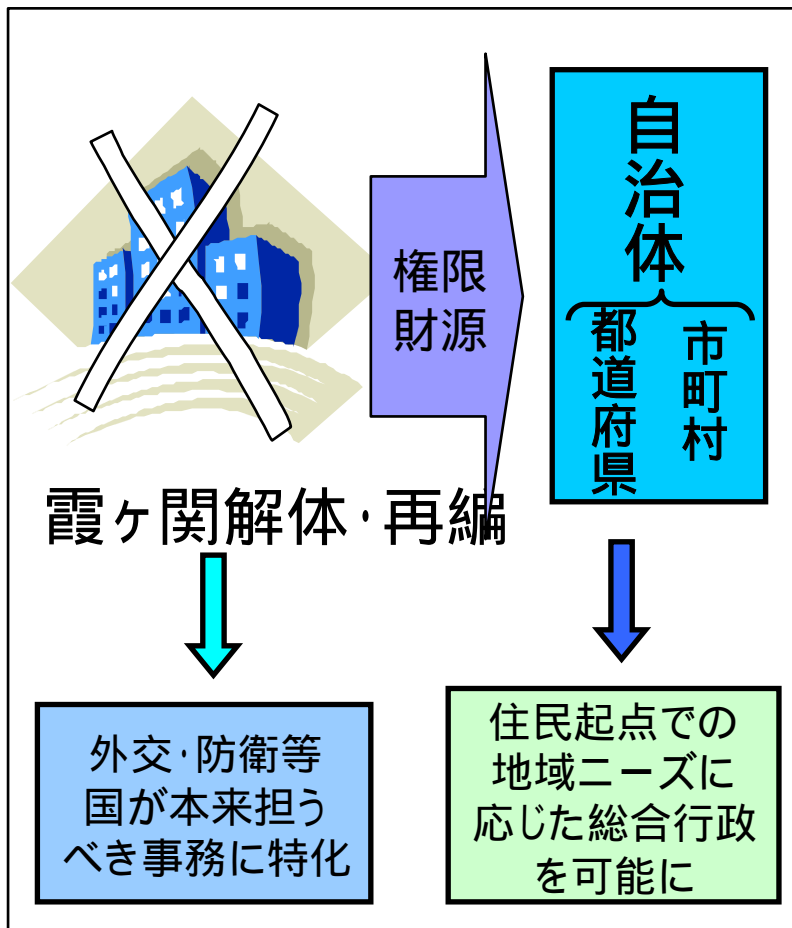 権限
財源
自治体
都道府県
市町村
霞ヶ関解体・再編
外交・防衛等
国が本来担う
べき事務に特化
住民起点での
地域ニーズに
応じた総合行政
を可能に